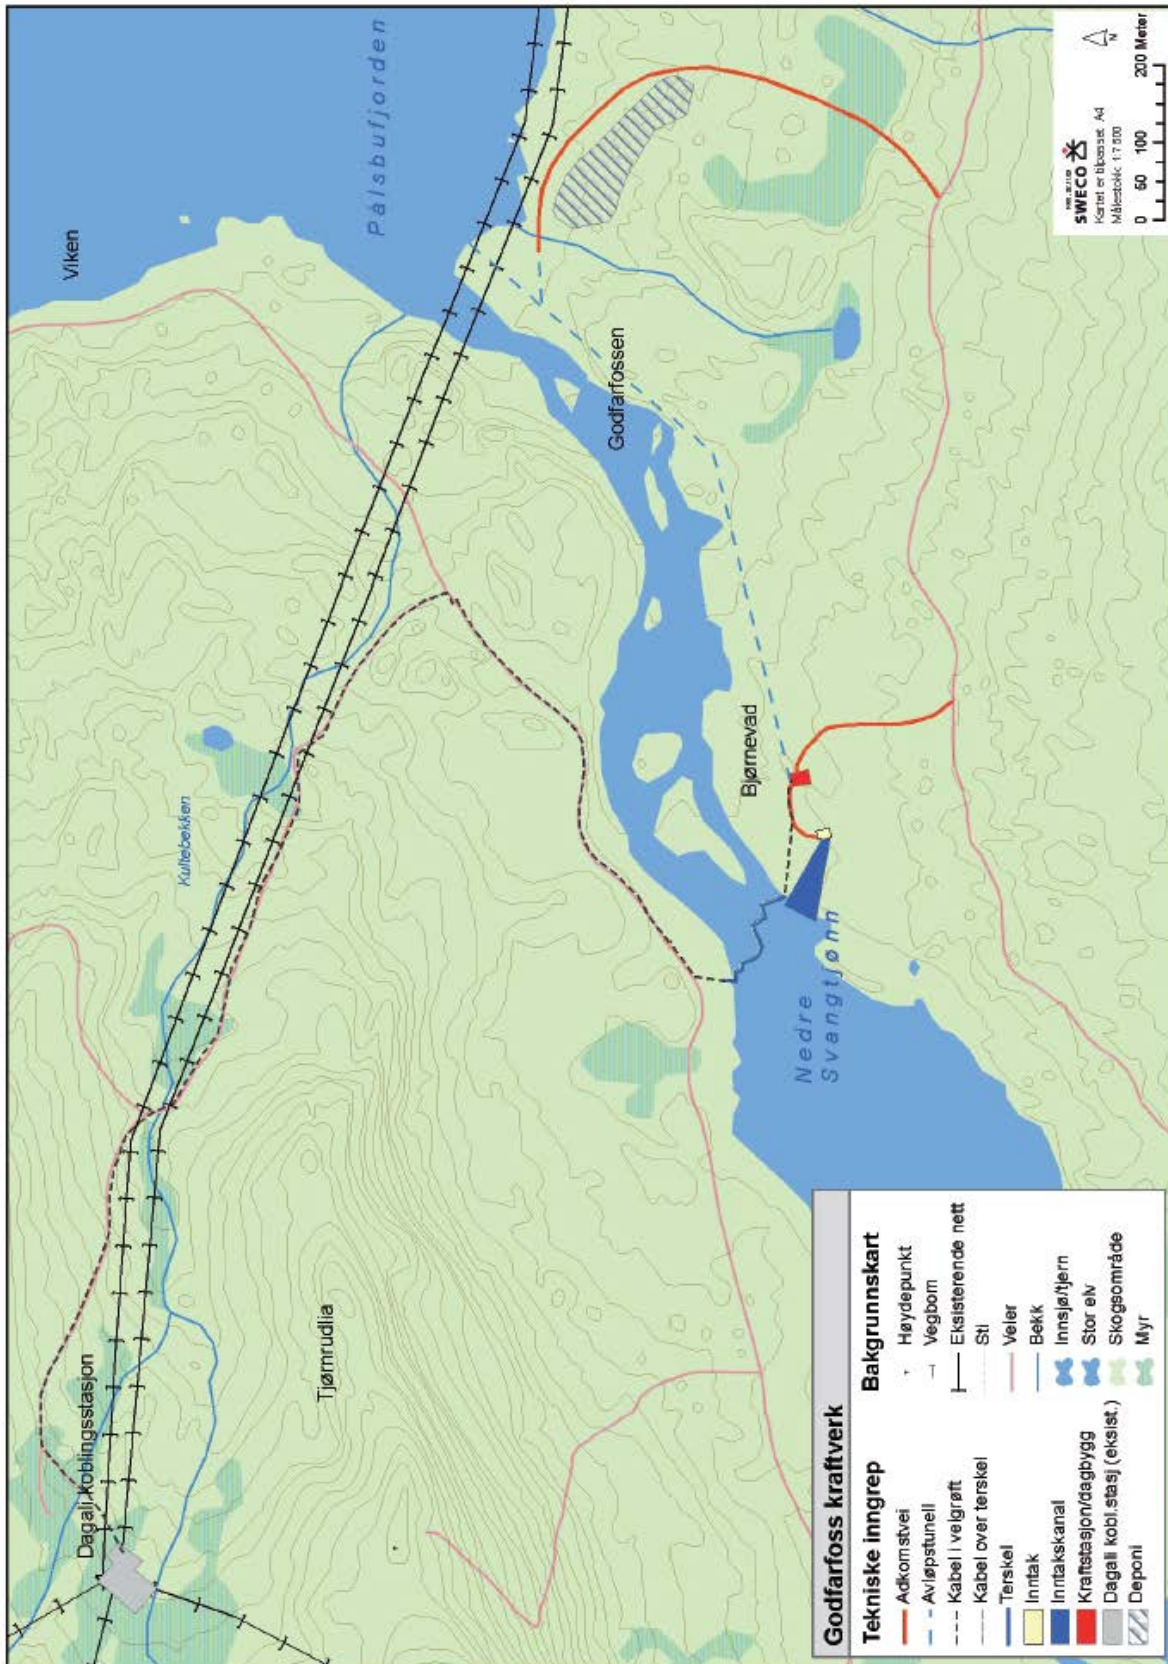 Viken
Pålsbufjorden
Godfarfossen
Kultebekken
Bjørnevad
Nedre
Svangtjønn
Tjørnrudlia
Dagali koblingsstasjon
SWECO
Kartet er tilpasset A4
Målestokk: 1:7 500
0 50 100 200 Meter
N
Godfarfoss kraftverk
Tekniske inngrep
Adkomstvei
Avløpstunell
Kabel i veigrøft
Kabel over terskel
Terskel
Inntak
Inntakskanal
Kraftstasjon/dagbygg
Dagali kobl.stasj (eksist.)
Deponi
Bakgrunnskart
Høydepunkt
Vegbom
Eksisterende nett
Sti
Veier
Bekk
Innsjø/tjern
Stor elv
Skogsområde
Myr